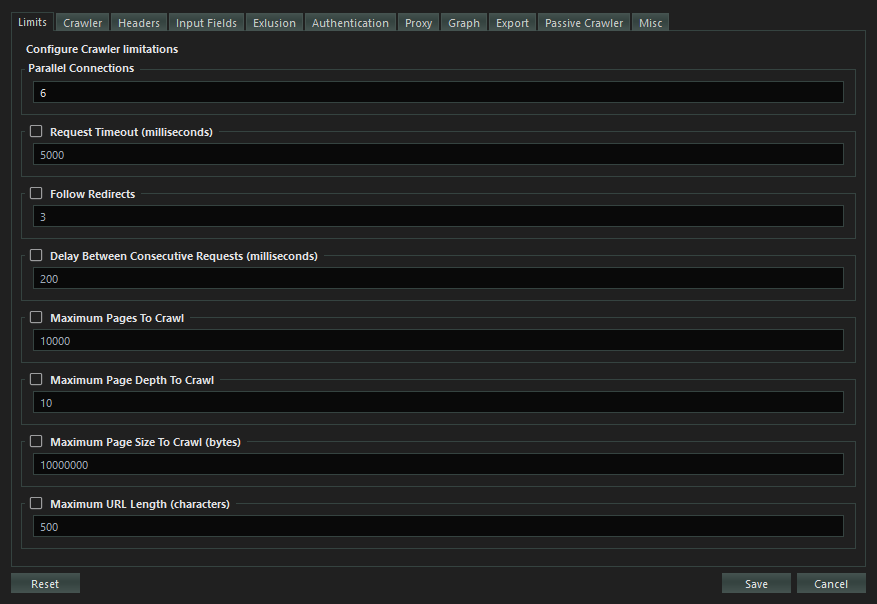 Limits Crawler Headers Input Fields Exlusion Authentication Proxy Graph Export Passive Crawler Misc
Configure Crawler limitations
Parallel Connections
6
Request Timeout (milliseconds)
5000
Follow Redirects
3
Delay Between Consecutive Requests (milliseconds)
200
Maximum Pages To Crawl
10000
Maximum Page Depth To Crawl
10
Maximum Page Size To Crawl (bytes)
10000000
Maximum URL Length (characters)
500
Reset Save Cancel